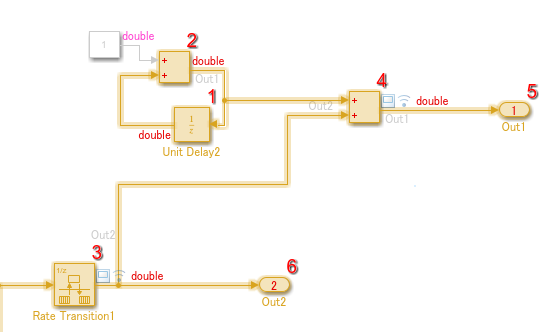 double
2
1
+
+
double
Out1
4
1
1
z
Out2
+
+
double
5
1
double
Out1
Out1
Unit Delay2
Out2
3
1/z
double
6
2
Rate Transition1
Out2